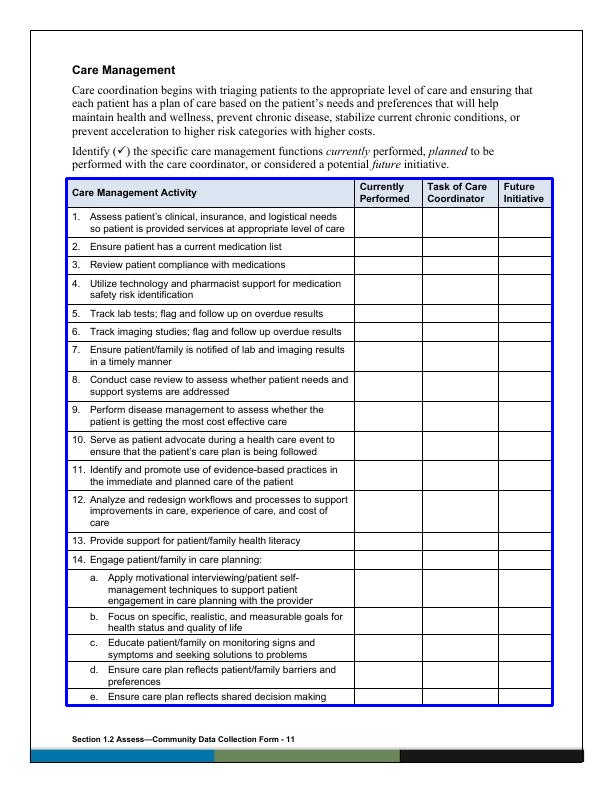 Care Management
Care coordination begins with triaging patients to the appropriate level of care and ensuring that
each patient has a plan of care based on the patient's needs and preferences that will help
maintain health and wellness, prevent chronic disease, stabilize current chronic conditions, or
prevent acceleration to higher risk categories with higher costs.
Identify (✓) the specific care management functions currently performed, planned to be
performed with the care coordinator, or considered a potential future initiative.
Care Management Activity
Currently
Performed
Task of Care
Coordinator
Future
Initiative
1. Assess patient's clinical, insurance, and logistical needs
so patient is provided services at appropriate level of care
2. Ensure patient has a current medication list
3. Review patient compliance with medications
4. Utilize technology and pharmacist support for medication
safety risk identification
5. Track lab tests; flag and follow up on overdue results
6. Track imaging studies; flag and follow up overdue results
7. Ensure patient/family is notified of lab and imaging results
in a timely manner
8. Conduct case review to assess whether patient needs and
support systems are addressed
9. Perform disease management to assess whether the
patient is getting the most cost effective care
10. Serve as patient advocate during a health care event to
ensure that the patient's care plan is being followed
11. Identify and promote use of evidence-based practices in
the immediate and planned care of the patient
12. Analyze and redesign workflows and processes to support
improvements in care, experience of care, and cost of
care
13. Provide support for patient/family health literacy
14. Engage patient/family in care planning:
a. Apply motivational interviewing/patient self-
management techniques to support patient
engagement in care planning with the provider
b. Focus on specific, realistic, and measurable goals for
health status and quality of life
c. Educate patient/family on monitoring signs and
symptoms and seeking solutions to problems
d. Ensure care plan reflects patient/family barriers and
preferences
e. Ensure care plan reflects shared decision making
Section 1.2 Assess—Community Data Collection Form - 11